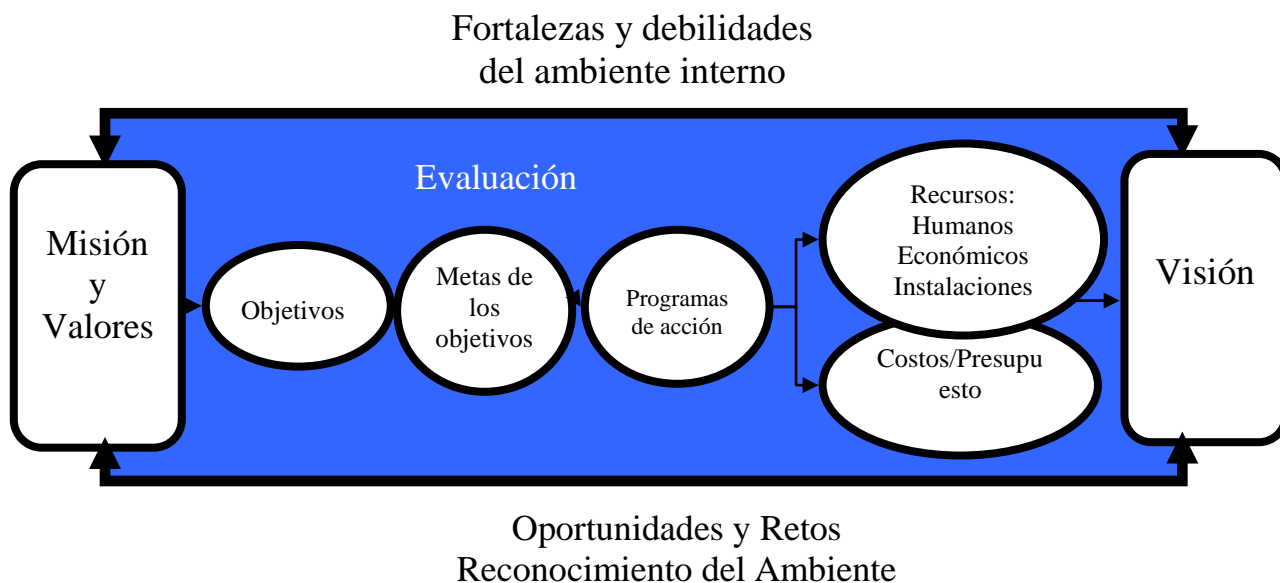 Fortalezas y debilidades
del ambiente interno
Evaluación
Misión
y
Valores
Objetivos
Metas de
los
objetivos
Programas
de acción
Recursos:
Humanos
Económicos
Instalaciones
Costos/Presupu
esto
Visión
Oportunidades y Retos
Reconocimiento del Ambiente